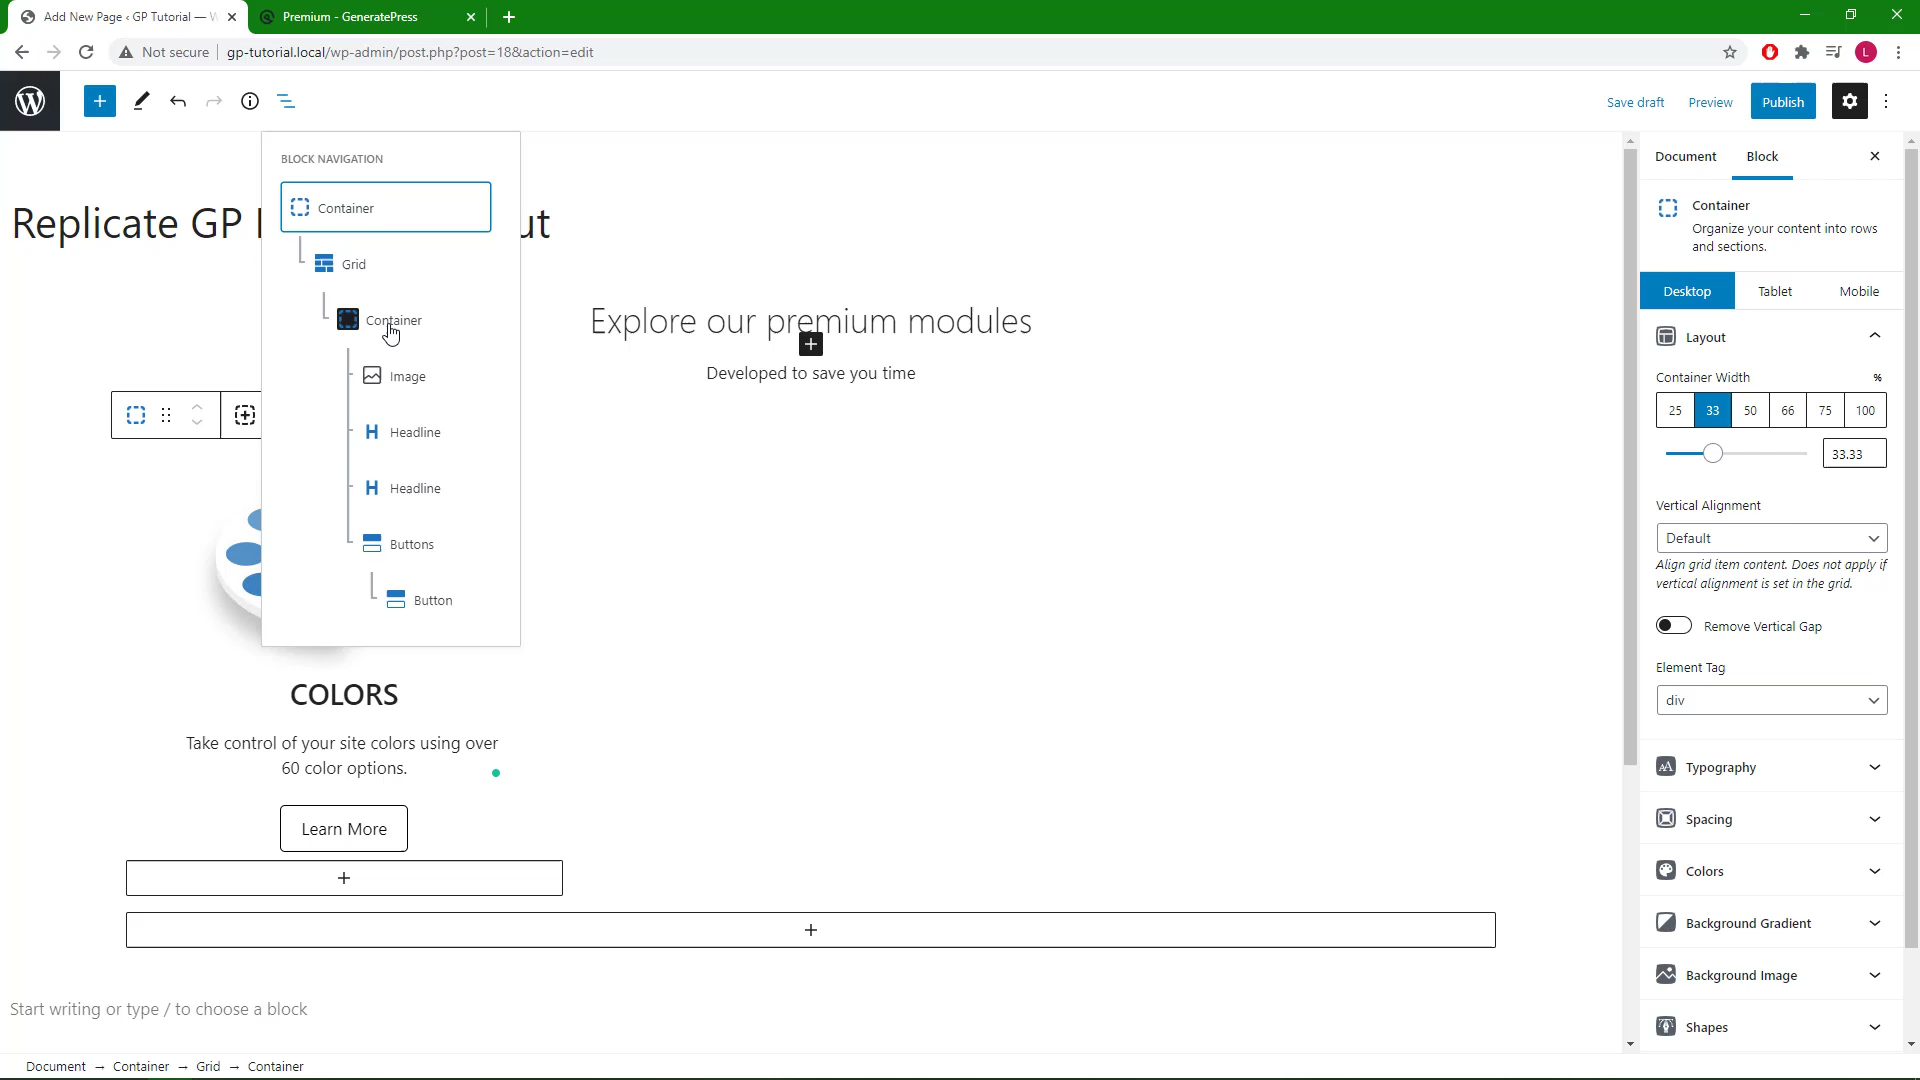 Add New Page ‹ GP Tutorial — W
Premium - GeneratePress
Not secure
gp-tutorial.local/wp-admin/post.php?post=18&action=edit
L
Save draft
Preview
Publish
BLOCK NAVIGATION
Container
Grid
Container
Image
Headline
Headline
Buttons
Button
Replicate GP
ut
Explore our premium modules
Developed to save you time
COLORS
Take control of your site colors using over
60 color options.
Learn More
Start writing or type / to choose a block
Document → Container → Grid → Container
Document
Block
Container
Organize your content into rows
and sections.
Desktop
Tablet
Mobile
Layout
Container Width
%
25
33
50
66
75
100
33.33
Vertical Alignment
Default
Align grid item content. Does not apply if
vertical alignment is set in the grid.
Remove Vertical Gap
Element Tag
div
Typography
Spacing
Colors
Background Gradient
Background Image
Shapes